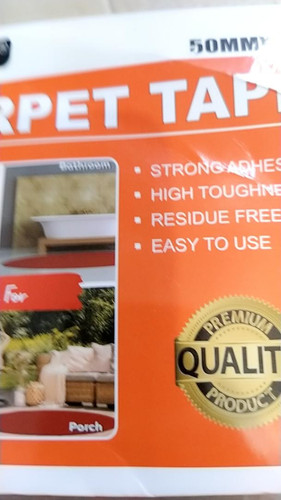 50MM
RPET TAP
Bathroom
STRONG ADHES
HIGH TOUGHNE
RESIDUE FREE
EASY TO USE
For
Porch
PREMIUM
QUALIT
PRODUCT